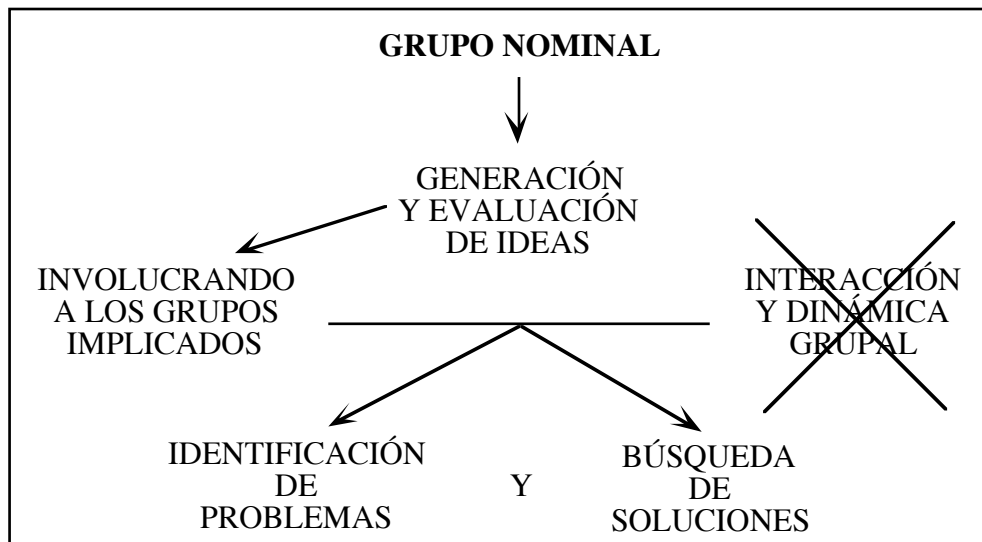 GRUPO NOMINAL
GENERACIÓN
Y EVALUACIÓN
DE IDEAS
INVOLUCRANDO
A LOS GRUPOS
IMPLICADOS
INTERACCIÓN
Y DINÁMICA
GRUPAL
IDENTIFICACIÓN
DE
PROBLEMAS
Y
BÚSQUEDA
DE
SOLUCIONES